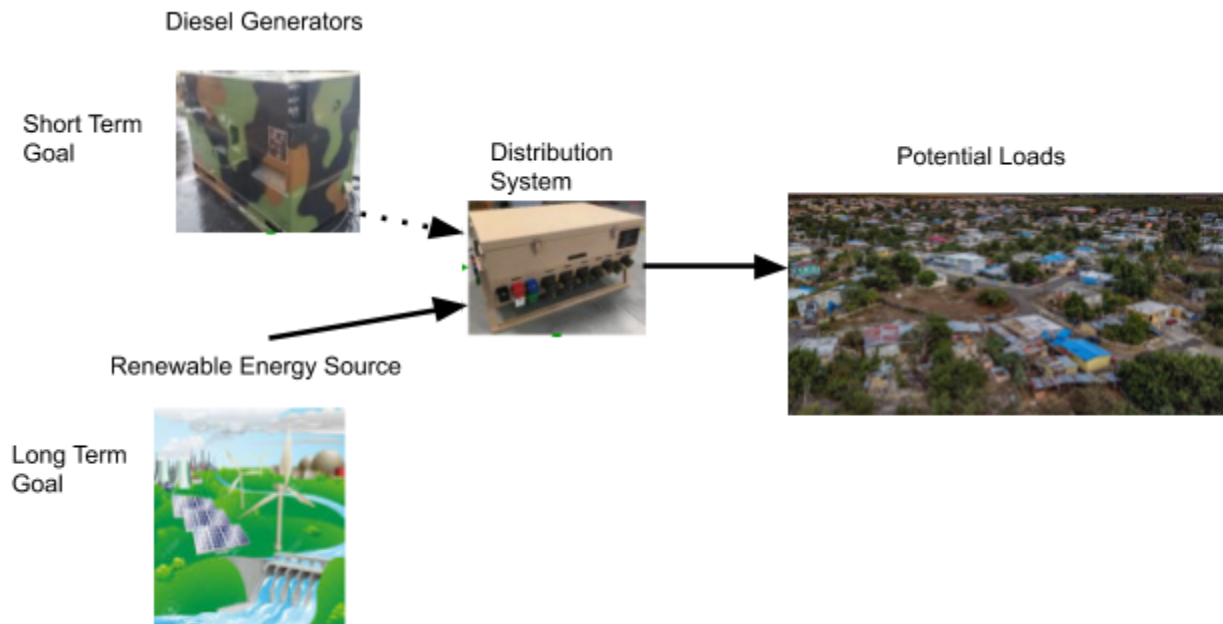 Diesel Generators
Short Term
Goal
Distribution
System
Potential Loads
Renewable Energy Source
Long Term
Goal